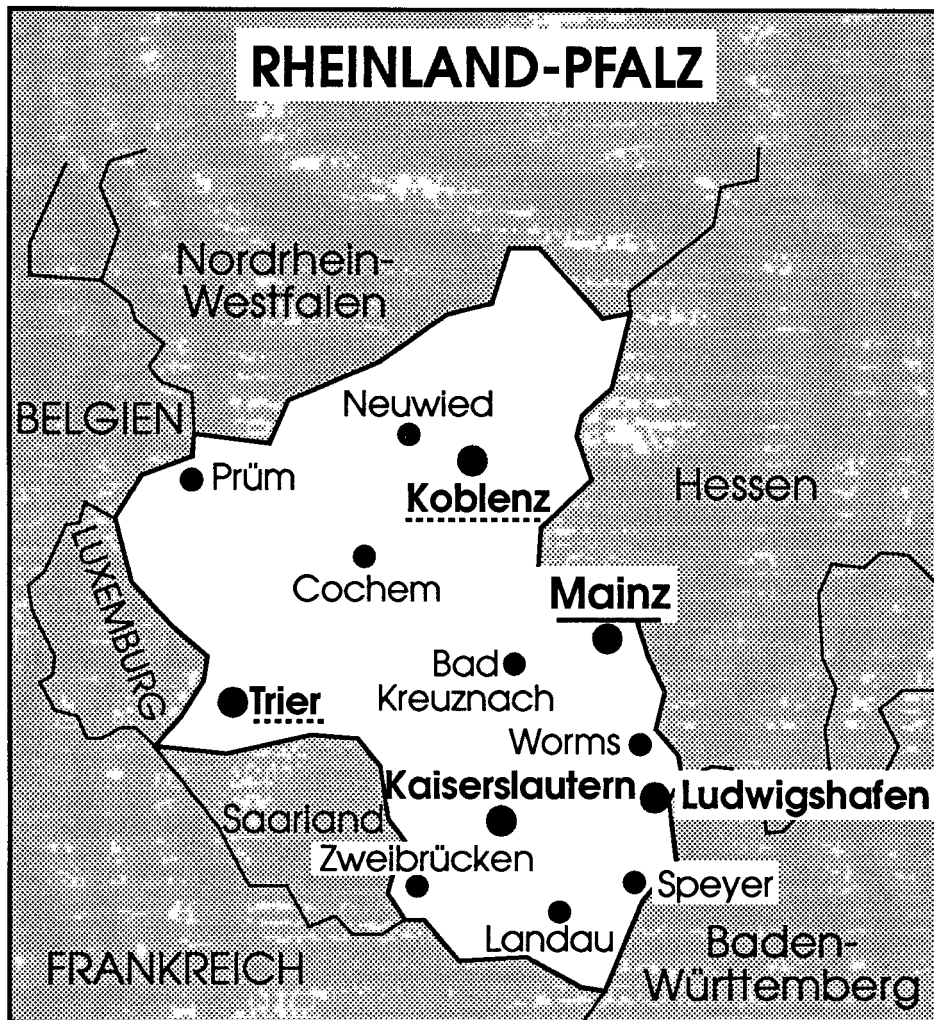 RHEINLAND-PFALZ
Nordrhein-
Westfalen
BELGIEN
Neuwied
Prüm
Koblenz
Hessen
LUXEMBURG
Cochem
Mainz
Bad
Kreuznach
Trier
Worms
Kaiserslautern
Ludwigshafen
Saarland
Zweibrücken
Speyer
Landau
FRANKREICH
Baden-
Württemberg